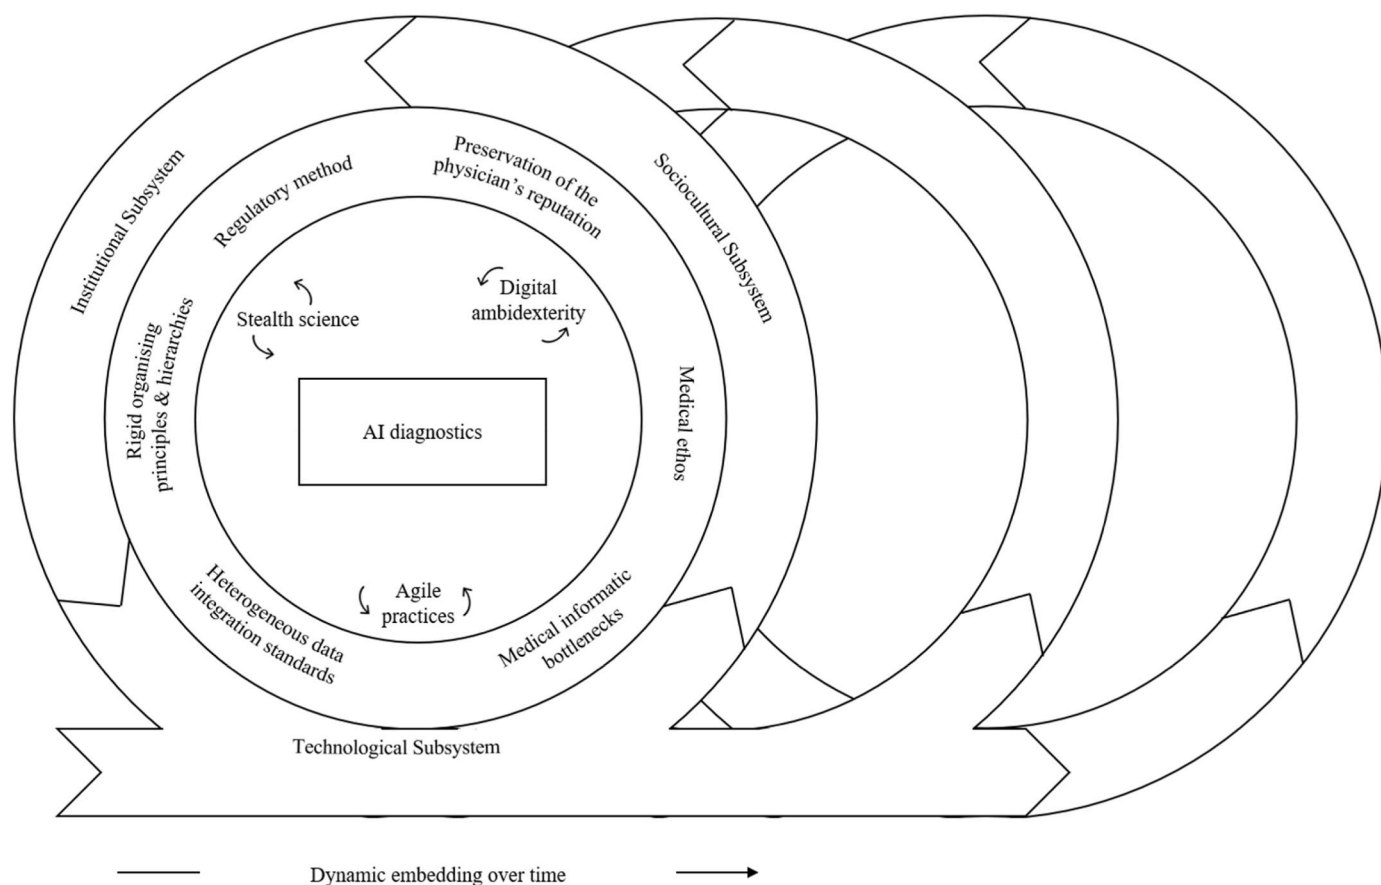 Institutional Subsystem
Sociocultural Subsystem
Regulatory method
Preservation of the
physician's reputation
Rigid organising
principles & hierarchies
Medical ethos
Stealth science
Digital
ambidexterity
AI diagnostics
Agile
practices
Heterogeneous data
integration standards
Medical informatic
bottlenecks
Technological Subsystem
Dynamic embedding over time